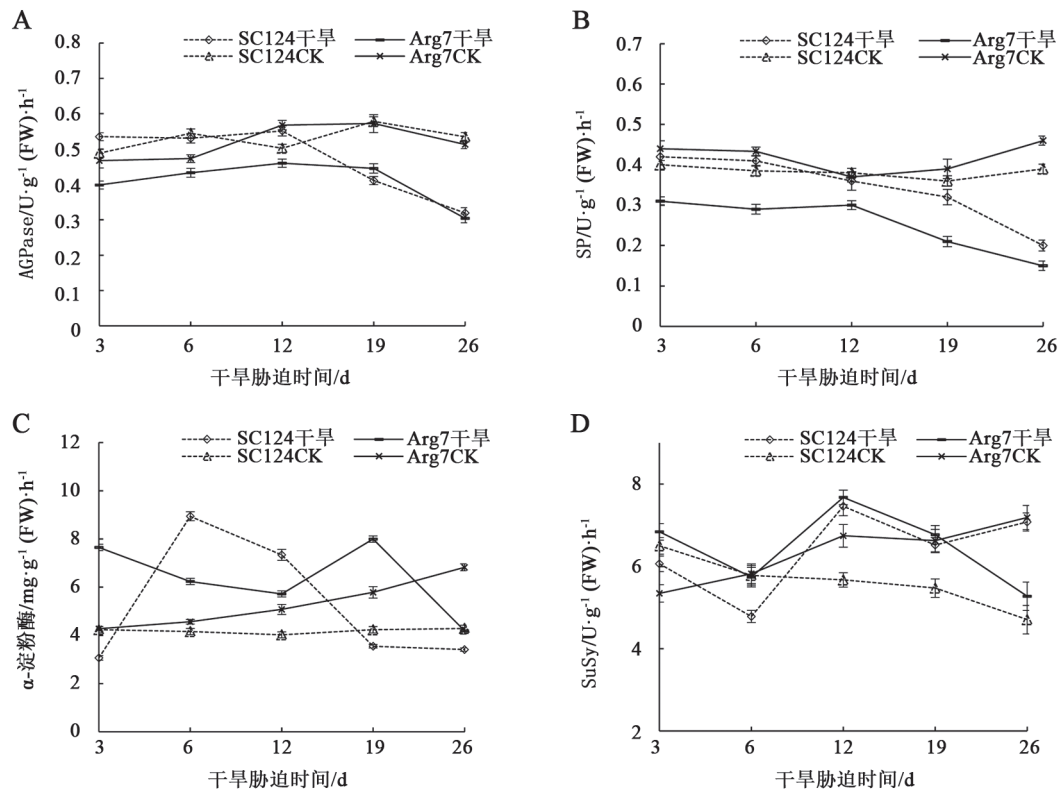 A
SC124干旱 Arg7干旱
SC124CK Arg7CK
0.8
0.7
0.6
0.5
0.4
0.3
0.2
0.1
0
AGPase/U·g⁻¹ (FW)·h⁻¹
3 6 12 19 26
干旱胁迫时间/d
B
SC124干旱 Arg7干旱
SC124CK Arg7CK
0.7
0.6
0.5
0.4
0.3
0.2
0.1
0
SP/U·g⁻¹ (FW)·h⁻¹
3 6 12 19 26
干旱胁迫时间/d
C
SC124干旱 Arg7干旱
SC124CK Arg7CK
12
10
8
6
4
2
0
α-淀粉酶/mg·g⁻¹ (FW)·h⁻¹
3 6 12 19 26
干旱胁迫时间/d
D
SC124干旱 Arg7干旱
SC124CK Arg7CK
8
6
4
2
SuSy/U·g⁻¹ (FW)·h⁻¹
3 6 12 19 26
干旱胁迫时间/d